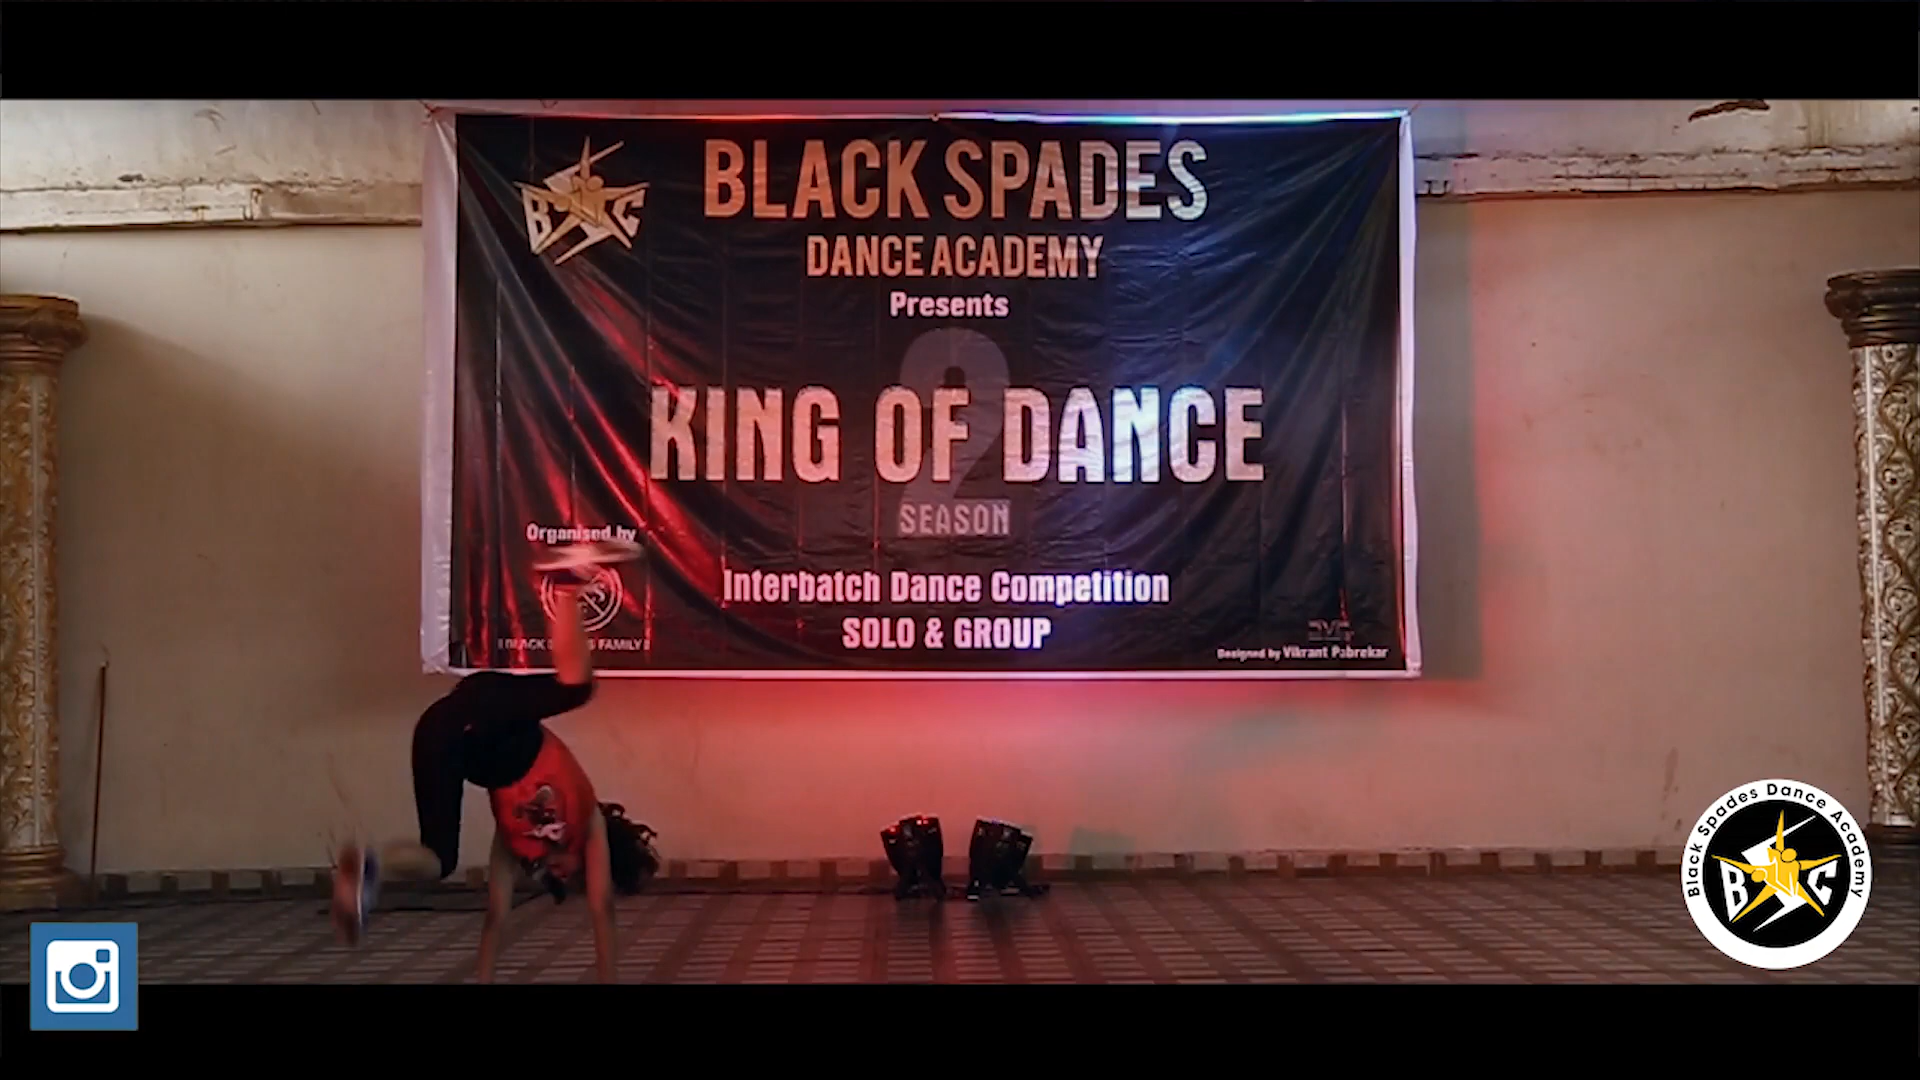 BLACK SPADES
DANCE ACADEMY
Presents
2
KING OF DANCE
SEASON
Organised by
Interbatch Dance Competition
SOLO & GROUP
FAMILY
Designed by Vikrant Pabrekar
B C
Black Spades Dance Academy
B C